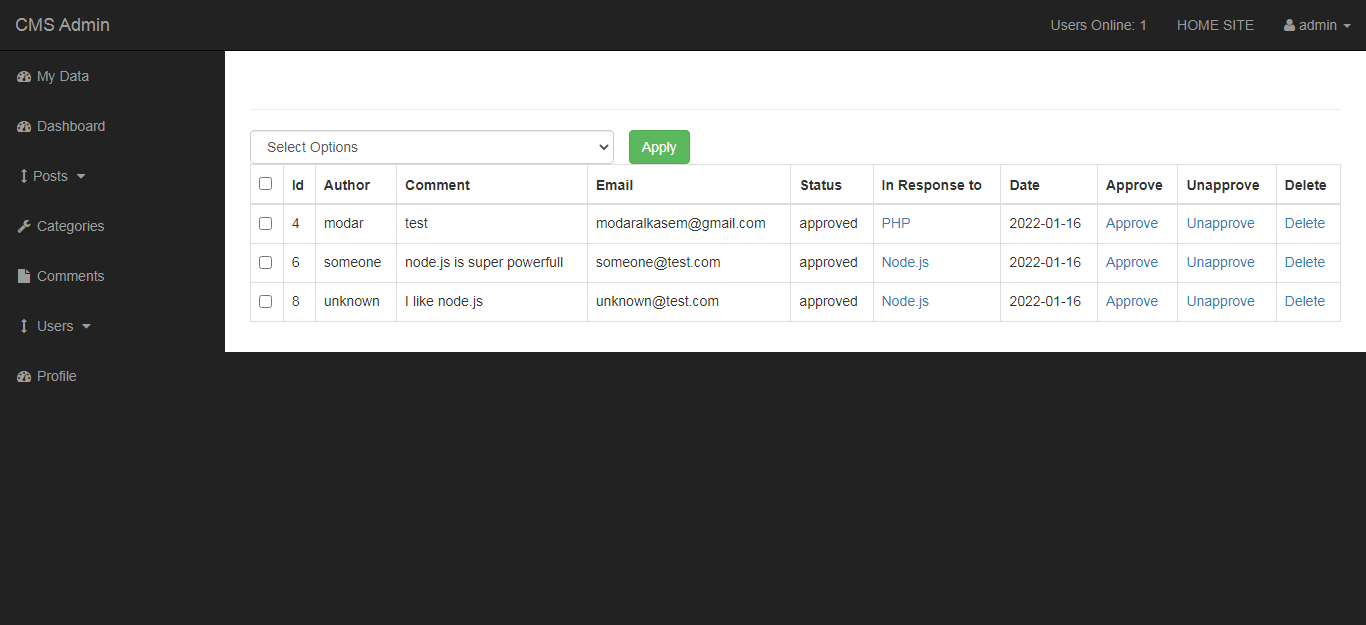 CMS Admin Users Online: 1 HOME SITE admin
My Data
Dashboard
Posts
Categories
Comments
Users
Profile
Select Options Apply
Id Author Comment Email Status In Response to Date Approve Unapprove Delete
4 modar test modaralkasem@gmail.com approved PHP 2022-01-16 Approve Unapprove Delete
6 someone node.js is super powerfull someone@test.com approved Node.js 2022-01-16 Approve Unapprove Delete
8 unknown I like node.js unknown@test.com approved Node.js 2022-01-16 Approve Unapprove Delete